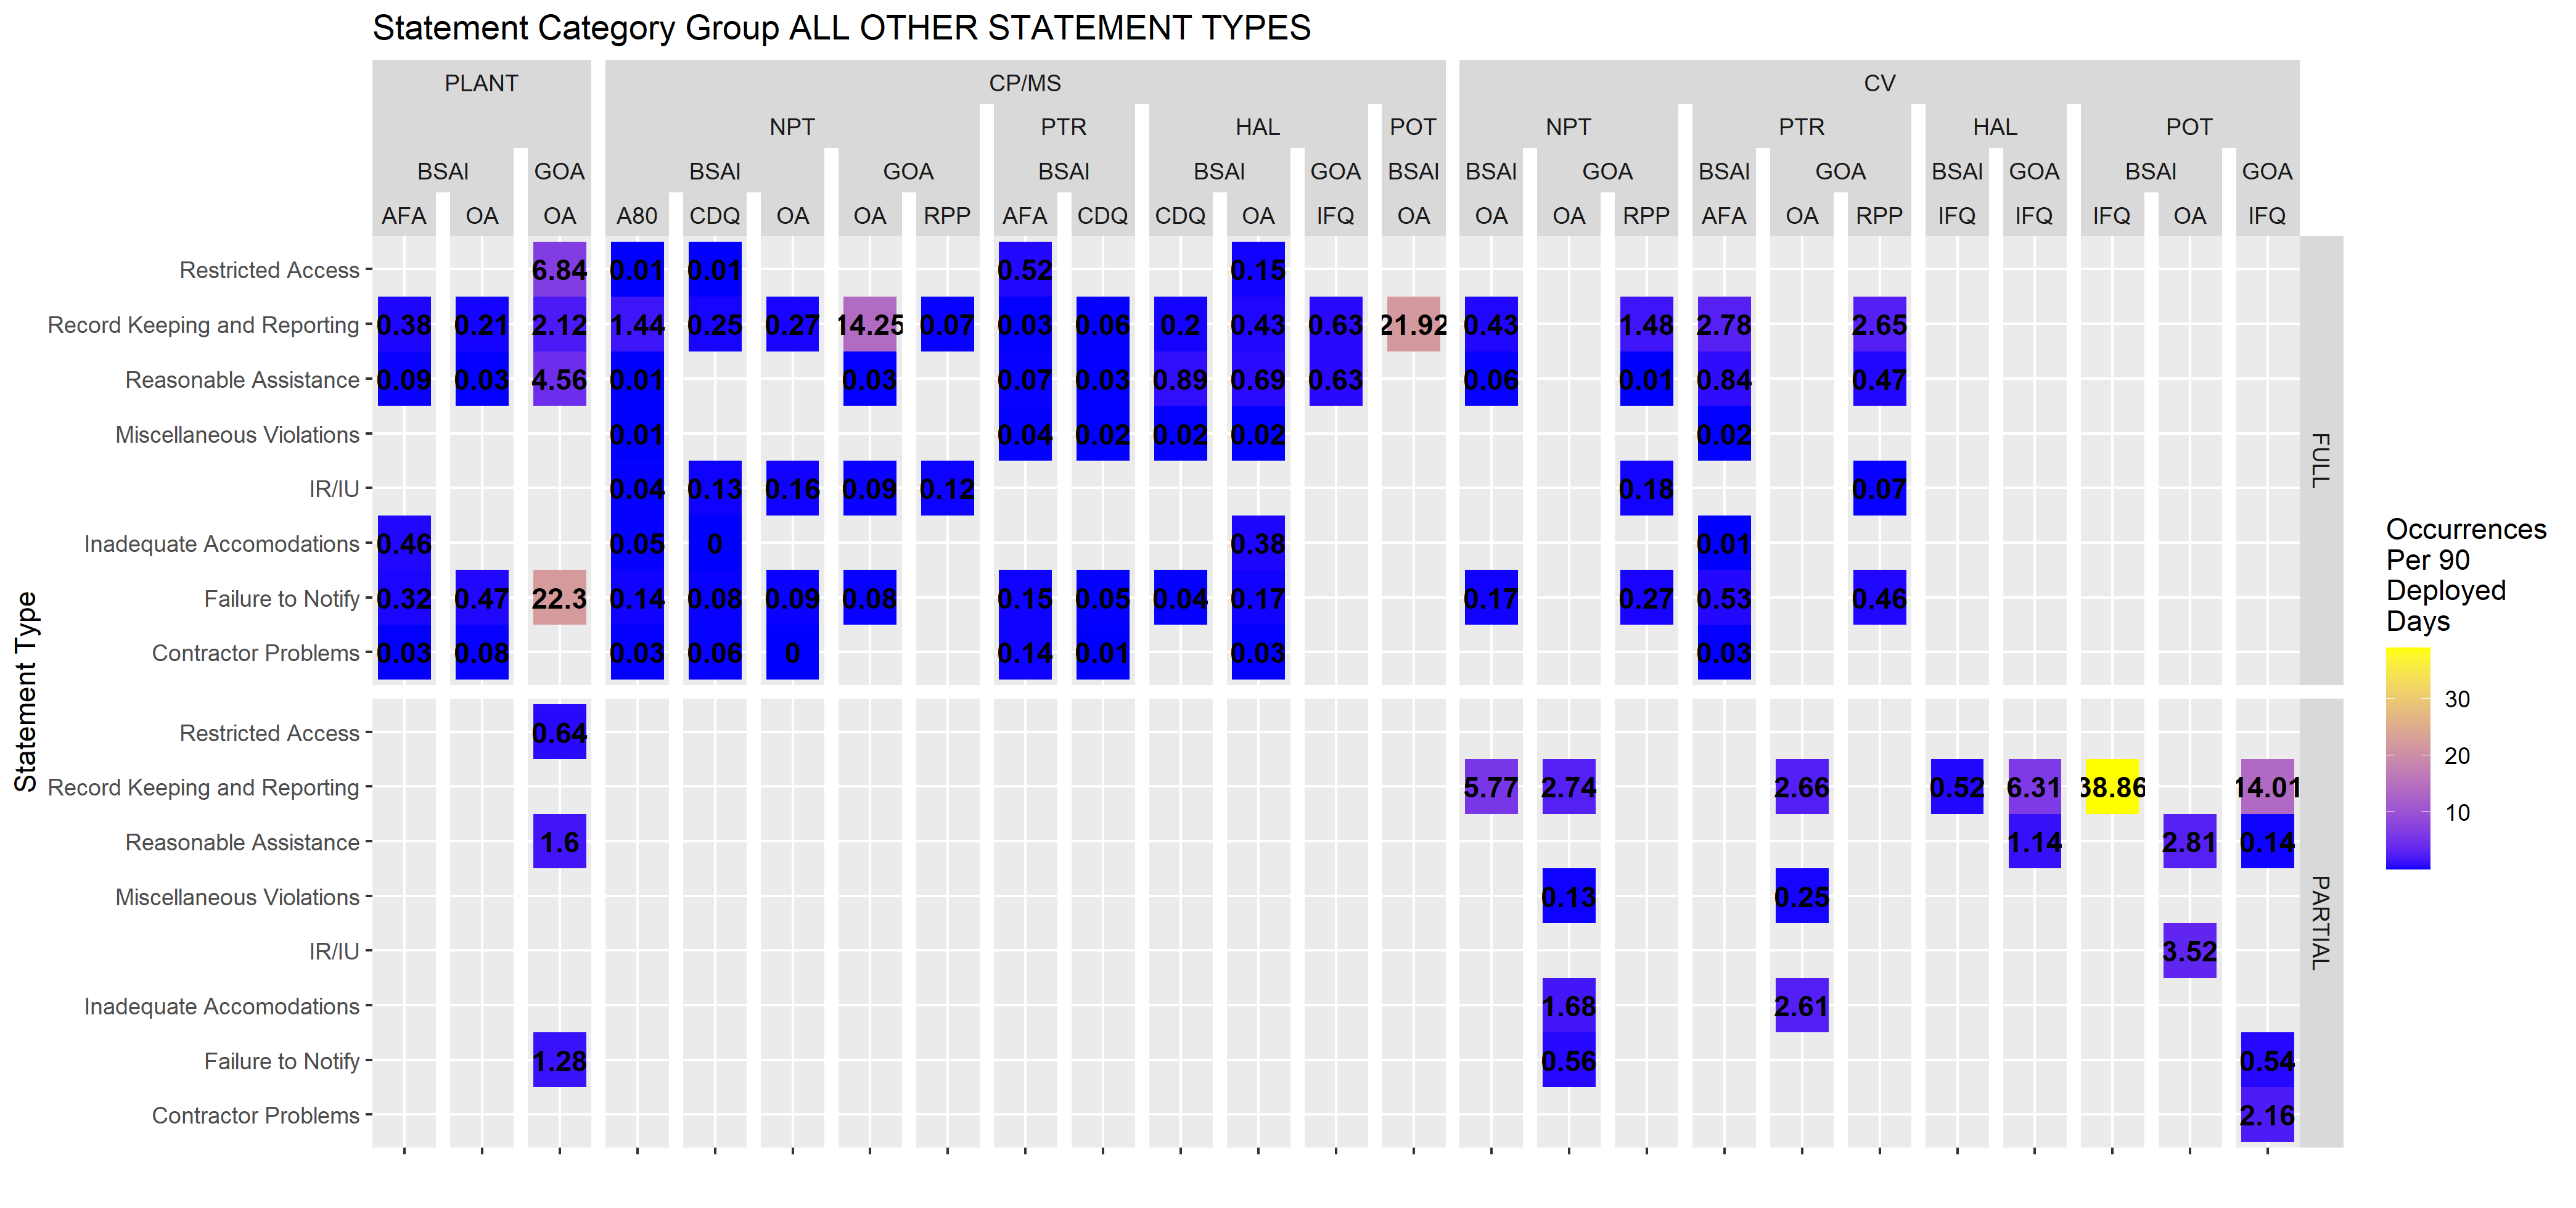 Statement Category Group ALL OTHER STATEMENT TYPES
PLANT CP/MS CV
NPT PTR HAL POT NPT PTR HAL POT
BSAI GOA BSAI GOA BSAI BSAI GOA BSAI BSAI GOA BSAI GOA BSAI GOA BSAI GOA
AFA OA OA A80 CDQ OA OA RPP AFA CDQ CDQ OA IFQ OA OA OA RPP AFA OA RPP IFQ IFQ IFQ OA IFQ
Restricted Access 6.84 0.01 0.01 0.52 0.15
Record Keeping and Reporting 0.38 0.21 2.12 1.44 0.25 0.27 14.25 0.07 0.03 0.06 0.2 0.43 0.63 21.92 0.43 1.48 2.78 2.65
Reasonable Assistance 0.09 0.03 4.56 0.01 0.03 0.07 0.03 0.89 0.69 0.63 0.06 0.01 0.84 0.47
Miscellaneous Violations 0.01 0.04 0.02 0.02 0.02 0.02
IR/IU 0.04 0.13 0.16 0.09 0.12 0.18 0.07
Inadequate Accomodations 0.46 0.05 0 0.38 0.01
Failure to Notify 0.32 0.47 22.3 0.14 0.08 0.09 0.08 0.15 0.05 0.04 0.17 0.17 0.27 0.53 0.46
Contractor Problems 0.03 0.08 0.03 0.06 0 0.14 0.01 0.03 0.03
FULL
Restricted Access 0.64
Record Keeping and Reporting 5.77 2.74 2.66 0.52 6.31 38.86 14.01
Reasonable Assistance 1.6 1.14 2.81 0.14
Miscellaneous Violations 0.13 0.25
IR/IU 3.52
Inadequate Accomodations 1.68 2.61
Failure to Notify 1.28 0.56 0.54
Contractor Problems 2.16
PARTIAL
Statement Type
Occurrences
Per 90
Deployed
Days
30
20
10